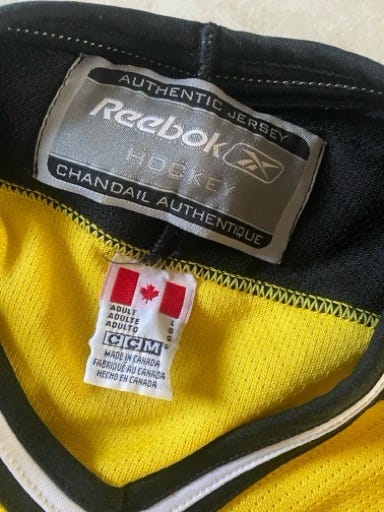 AUTHENTIC JERSEY
Reebok
HOCKEY
CHANDAIL AUTHENTIQUE
ADULT L
ADULTE G
ADULTO G
CCM
MADE IN CANADA
FABRIQUÉ AU CANADA
HECHO EN CANADA